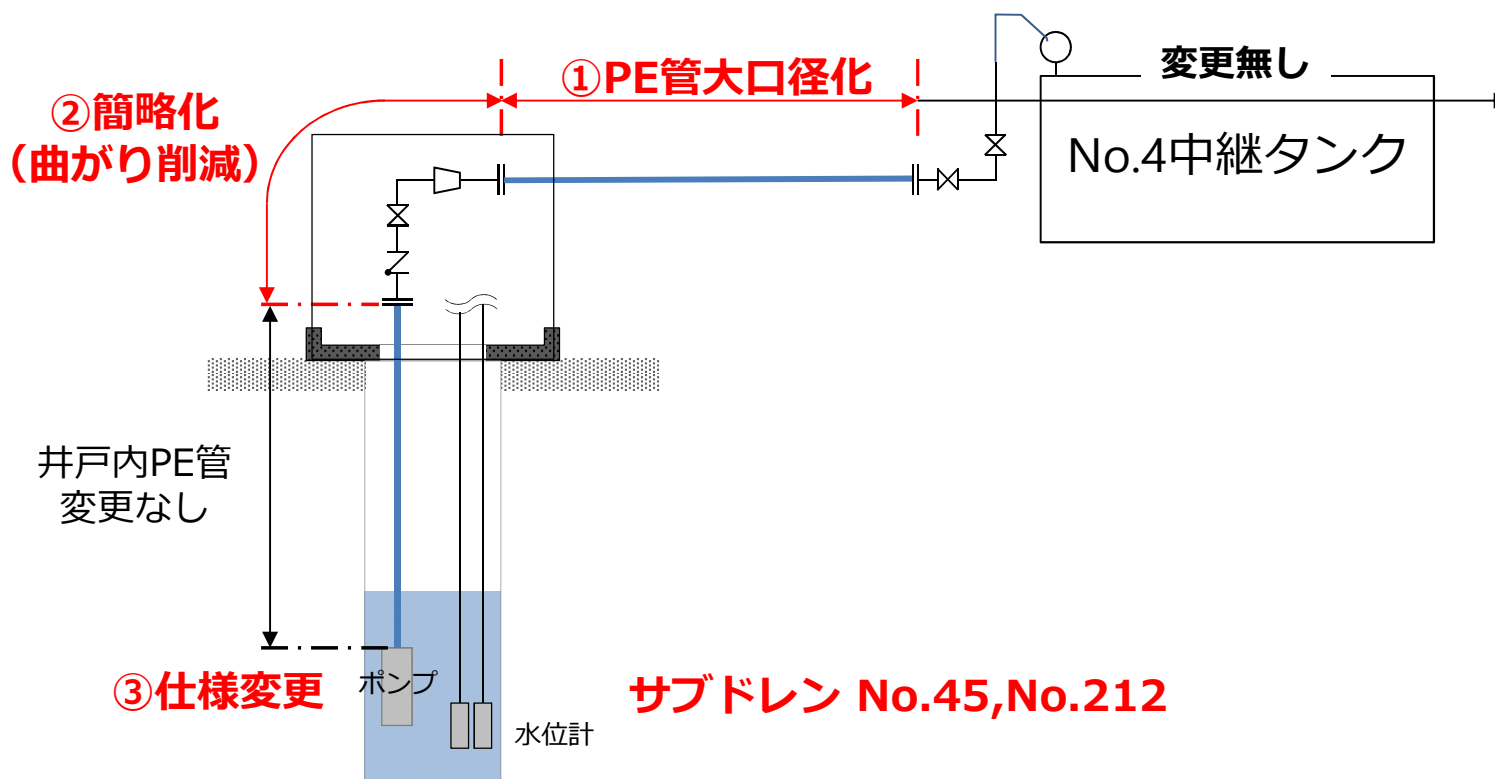 ①PE管大口径化
変更無し
②簡略化
（曲がり削減）
No.4中継タンク
井戸内PE管
変更なし
③仕様変更
ポンプ
サブドレン No.45,No.212
水位計